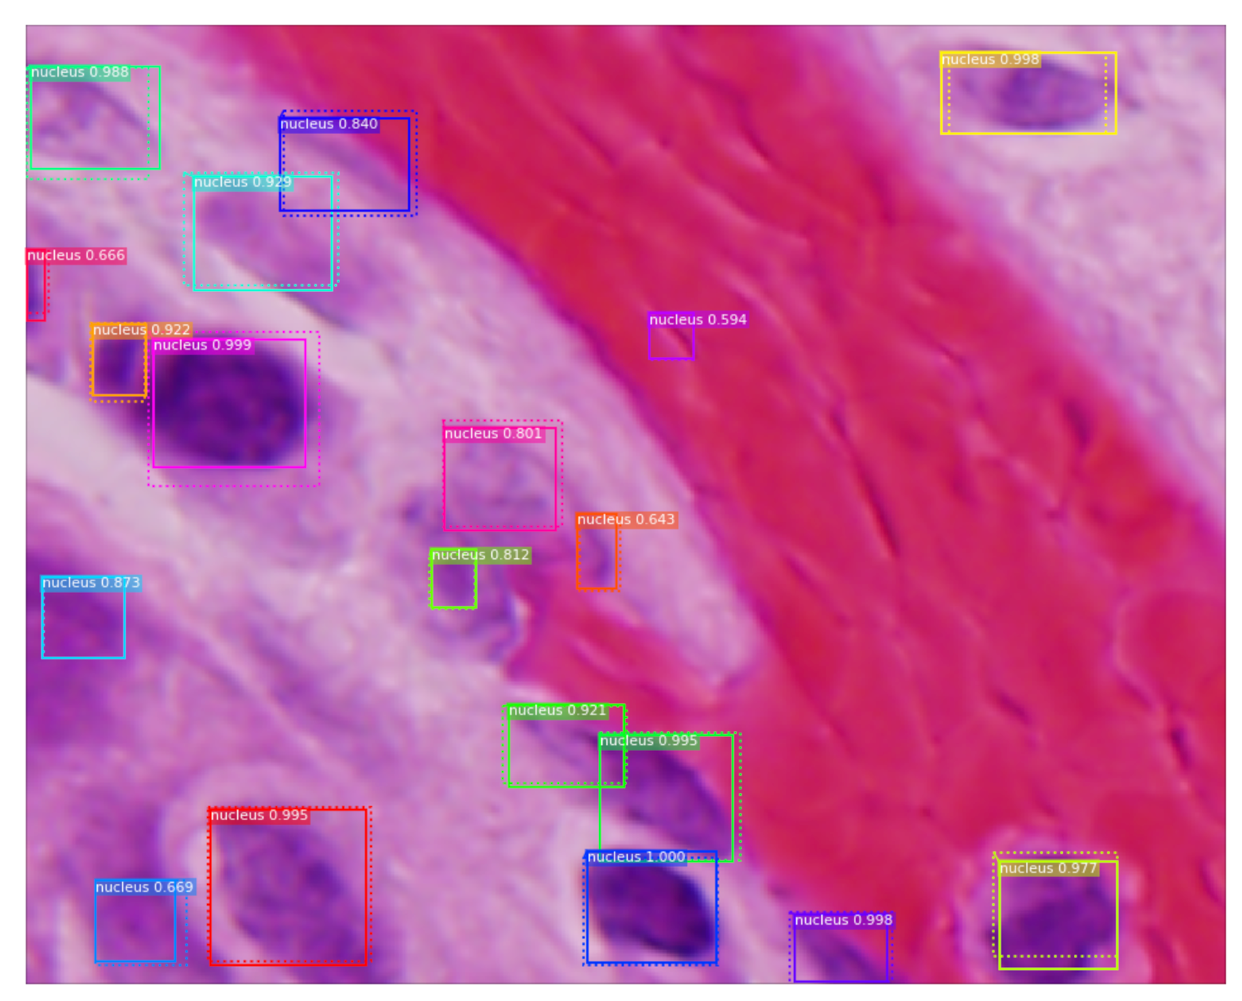 nucleus 0.998
nucleus 0.988
nucleus 0.840
nucleus 0.929
nucleus 0.666
nucleus 0.594
nucleus 0.922
nucleus 0.999
nucleus 0.801
nucleus 0.643
nucleus 0.812
nucleus 0.873
nucleus 0.921
nucleus 0.995
nucleus 0.995
nucleus 1.000
nucleus 0.977
nucleus 0.669
nucleus 0.998